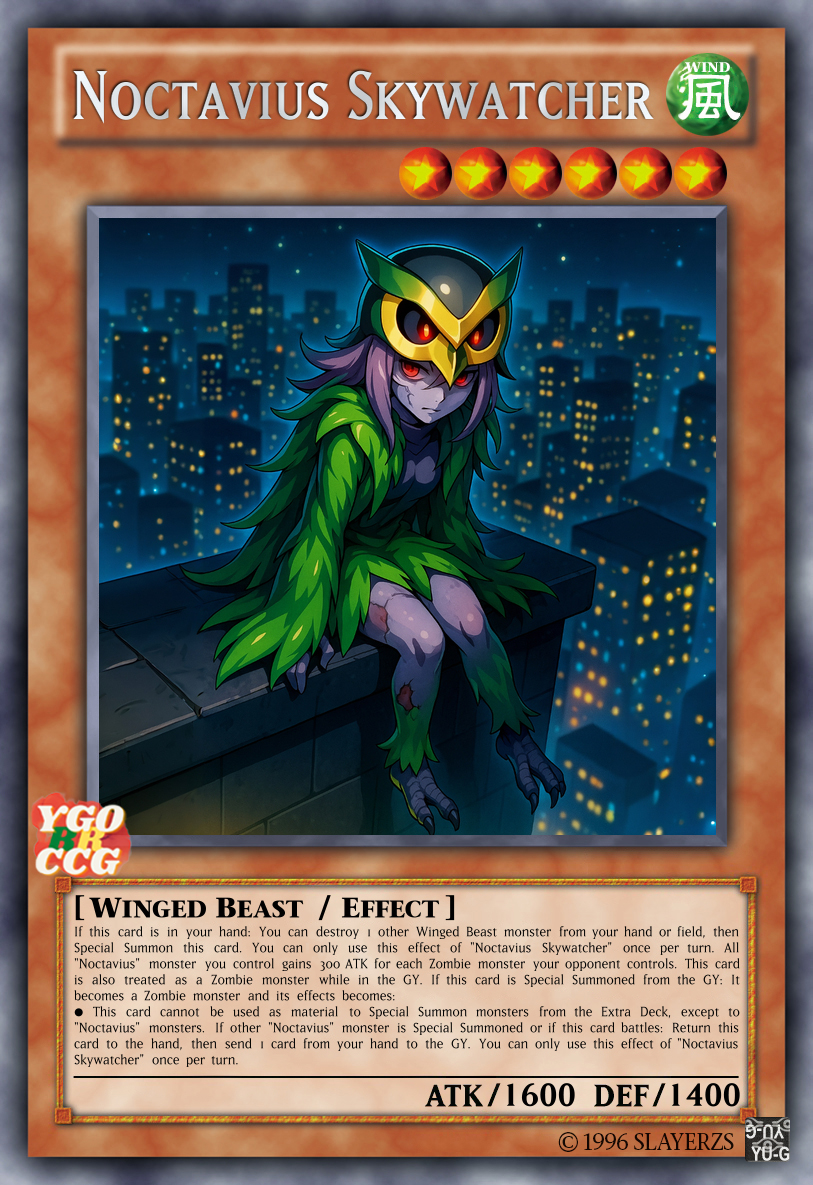 NOCTAVIUS SKYWATCHER
WIND
風
YGO
RR
CCG
[ WINGED BEAST / EFFECT ]
If this card is in your hand: You can destroy 1 other Winged Beast monster from your hand or field, then
Special Summon this card. You can only use this effect of "Noctavius Skywatcher" once per turn. All
"Noctavius" monster you control gains 300 ATK for each Zombie monster your opponent controls. This card
is also treated as a Zombie monster while in the GY. If this card is Special Summoned from the GY: It
becomes a Zombie monster and its effects becomes:
● This card cannot be used as material to Special Summon monsters from the Extra Deck, except to
"Noctavius" monsters. If other "Noctavius" monster is Special Summoned or if this card battles: Return this
card to the hand, then send 1 card from your hand to the GY. You can only use this effect of "Noctavius
Skywatcher" once per turn.
ATK/1600 DEF/1400
© 1996 SLAYERZS
YU-G